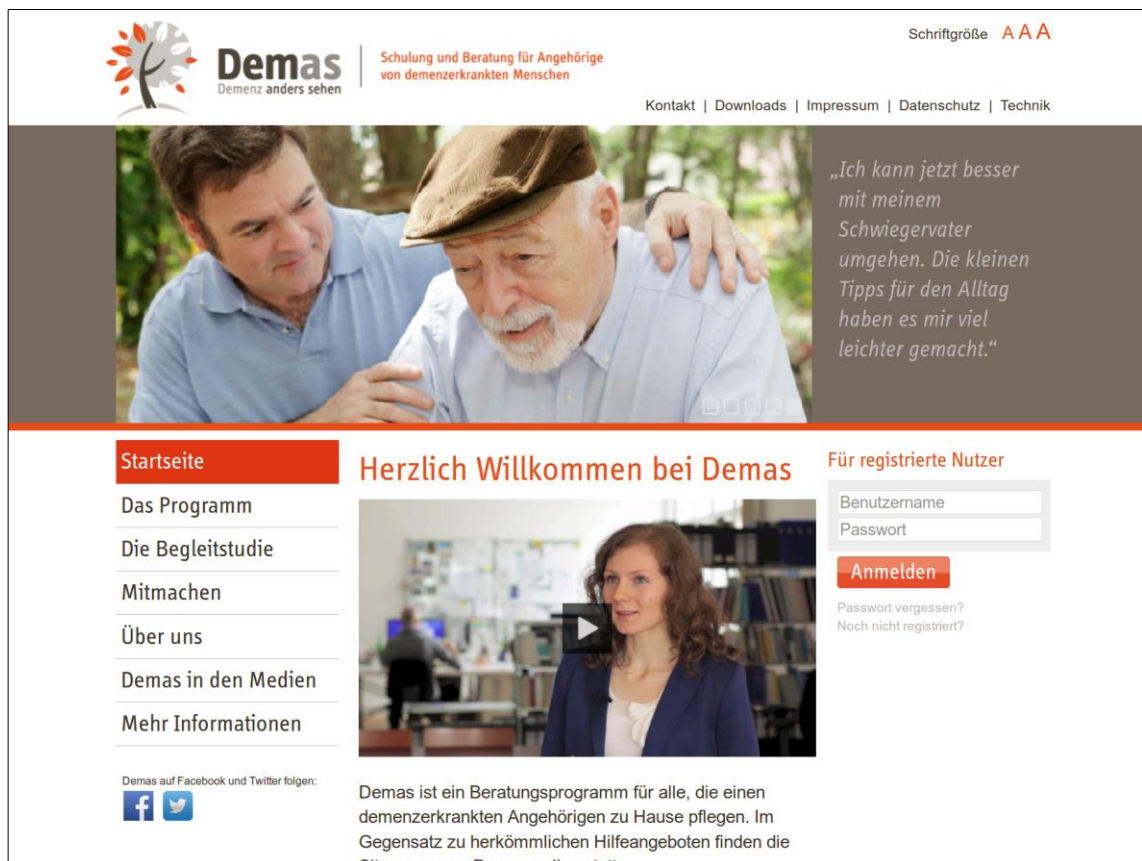 Schriftgröße A A A
Demas
Demenz anders sehen
Schulung und Beratung für Angehörige
von demenzerkrankten Menschen
Kontakt | Downloads | Impressum | Datenschutz | Technik
„Ich kann jetzt besser
mit meinem
Schwiegervater
umgehen. Die kleinen
Tipps für den Alltag
haben es mir viel
leichter gemacht.“
Startseite
Das Programm
Die Begleitstudie
Mitmachen
Über uns
Demas in den Medien
Mehr Informationen
Demas auf Facebook und Twitter folgen:
Herzlich Willkommen bei Demas
Demas ist ein Beratungsprogramm für alle, die einen
demenzerkrankten Angehörigen zu Hause pflegen. Im
Gegensatz zu herkömmlichen Hilfeangeboten finden die
Für registrierte Nutzer
Benutzername
Passwort
Anmelden
Passwort vergessen?
Noch nicht registriert?